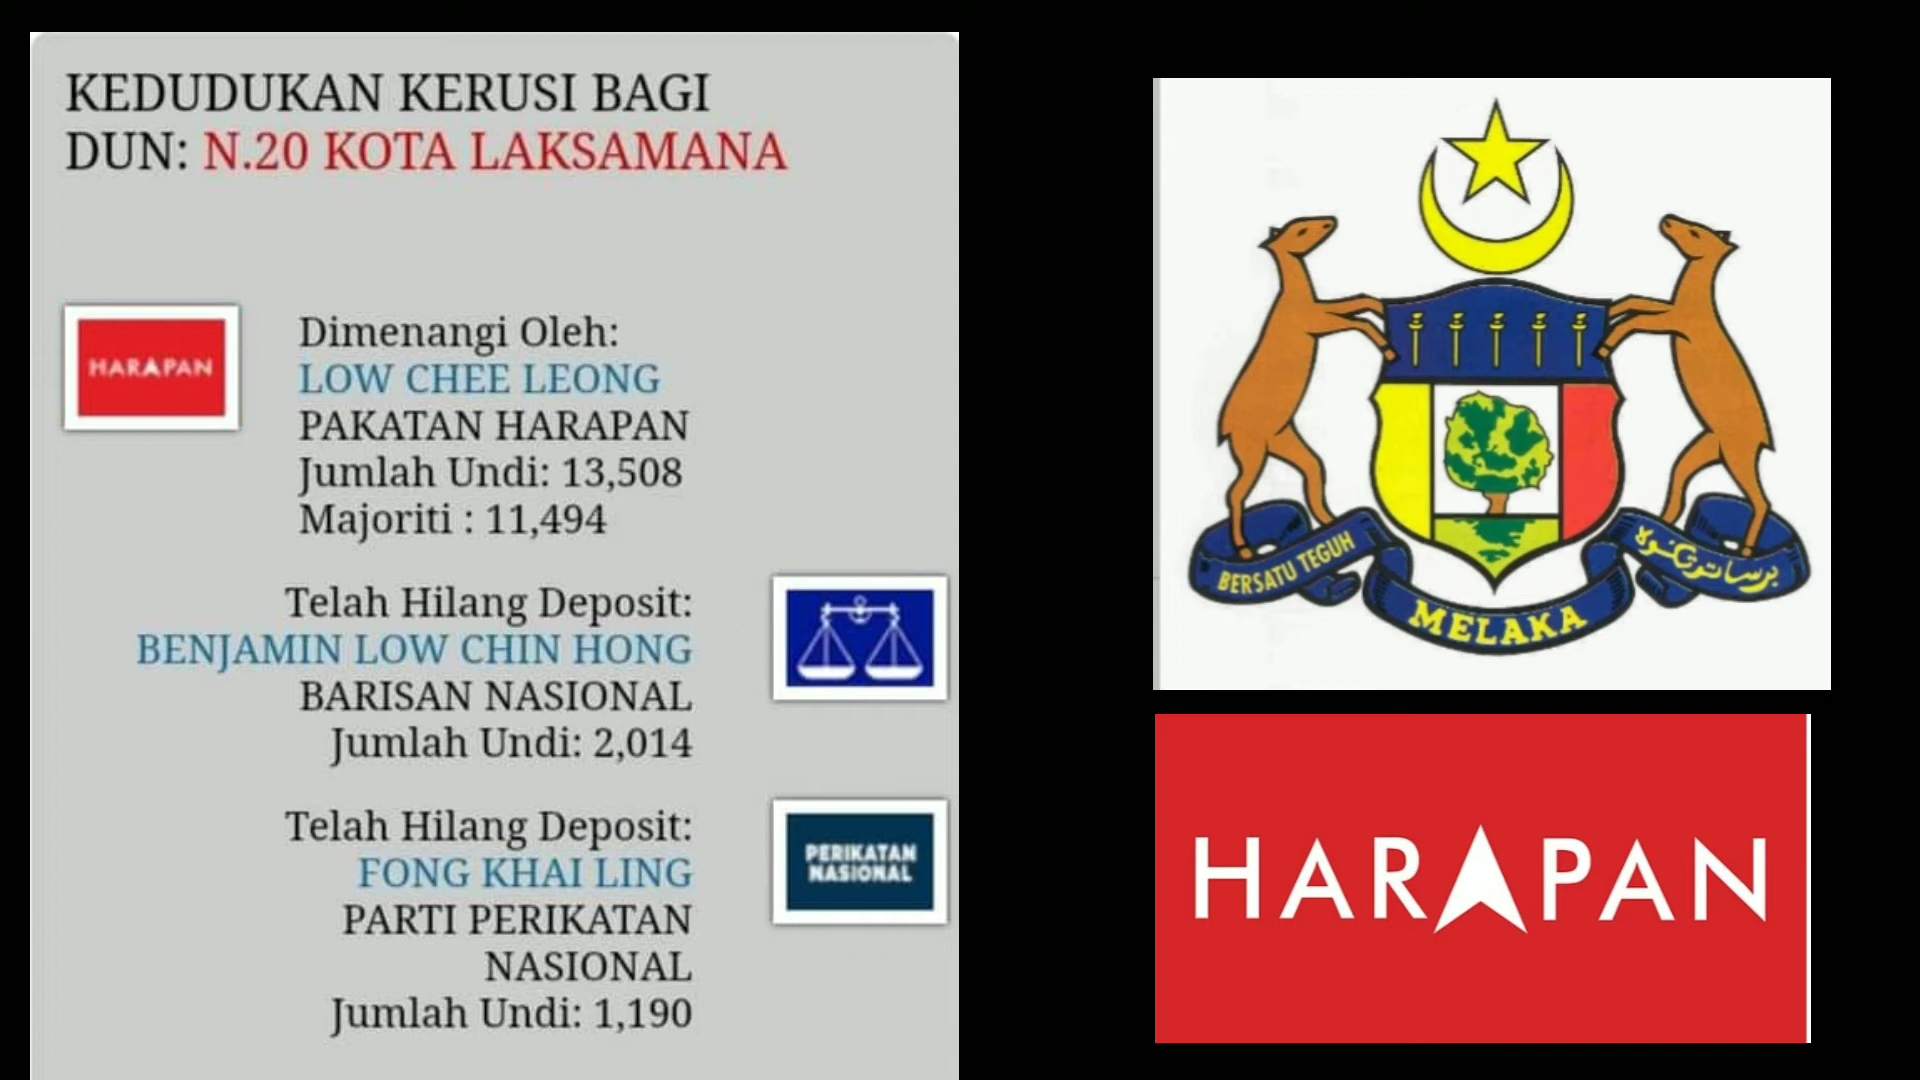 KEDUDUKAN KERUSI BAGI
DUN: N.20 KOTA LAKSAMANA
HARAPAN
Dimenangi Oleh:
LOW CHEE LEONG
PAKATAN HARAPAN
Jumlah Undi: 13,508
Majoriti : 11,494
Telah Hilang Deposit:
BENJAMIN LOW CHIN HONG
BARISAN NASIONAL
Jumlah Undi: 2,014
Telah Hilang Deposit:
FONG KHAI LING
PARTI PERIKATAN
NASIONAL
Jumlah Undi: 1,190
PERIKATAN
NASIONAL
BERSATU TEGUH
MELAKA
برساتو تݢوه
HARAPAN